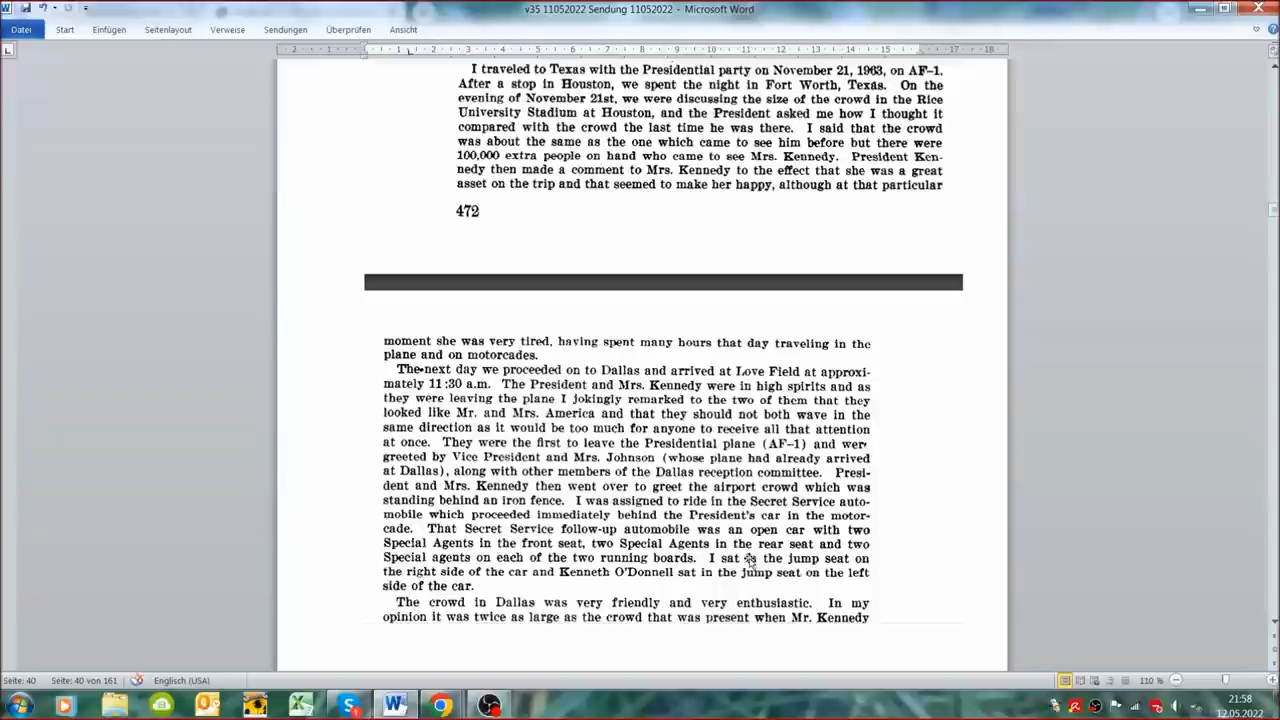 v35 11052022 Sendung 11052022 - Microsoft Word
Datei Start Einfügen Seitenlayout Verweise Sendungen Überprüfen Ansicht
2 1 1 2 3 4 5 6 7 8 9 10 11 12 13 14 15 16 17 18
I traveled to Texas with the Presidential party on November 21, 1963, on AF-1.
After a stop in Houston, we spent the night in Fort Worth, Texas. On the
evening of November 21st, we were discussing the size of the crowd in the Rice
University Stadium at Houston, and the President asked me how I thought it
compared with the crowd the last time he was there. I said that the crowd
was about the same as the one which came to see him before but there were
100,000 extra people on hand who came to see Mrs. Kennedy. President Ken-
nedy then made a comment to Mrs. Kennedy to the effect that she was a great
asset on the trip and that seemed to make her happy, although at that particular
472
moment she was very tired, having spent many hours that day traveling in the
plane and on motorcades.
The next day we proceeded on to Dallas and arrived at Love Field at approxi-
mately 11:30 a.m. The President and Mrs. Kennedy were in high spirits and as
they were leaving the plane I jokingly remarked to the two of them that they
looked like Mr. and Mrs. America and that they should not both wave in the
same direction as it would be too much for anyone to receive all that attention
at once. They were the first to leave the Presidential plane (AF-1) and were
greeted by Vice President and Mrs. Johnson (whose plane had already arrived
at Dallas), along with other members of the Dallas reception committee. Presi-
dent and Mrs. Kennedy then went over to greet the airport crowd which was
standing behind an iron fence. I was assigned to ride in the Secret Service auto-
mobile which proceeded immediately behind the President's car in the motor-
cade. That Secret Service follow-up automobile was an open car with two
Special Agents in the front seat, two Special Agents in the rear seat and two
Special agents on each of the two running boards. I sat the jump seat on
the right side of the car and Kenneth O'Donnell sat in the jump seat on the left
side of the car.
The crowd in Dallas was very friendly and very enthusiastic. In my
opinion it was twice as large as the crowd that was present when Mr. Kennedy
Seite: 40 Seite: 40 von 161 Englisch (USA) 110 %
21:58
12.05.2022